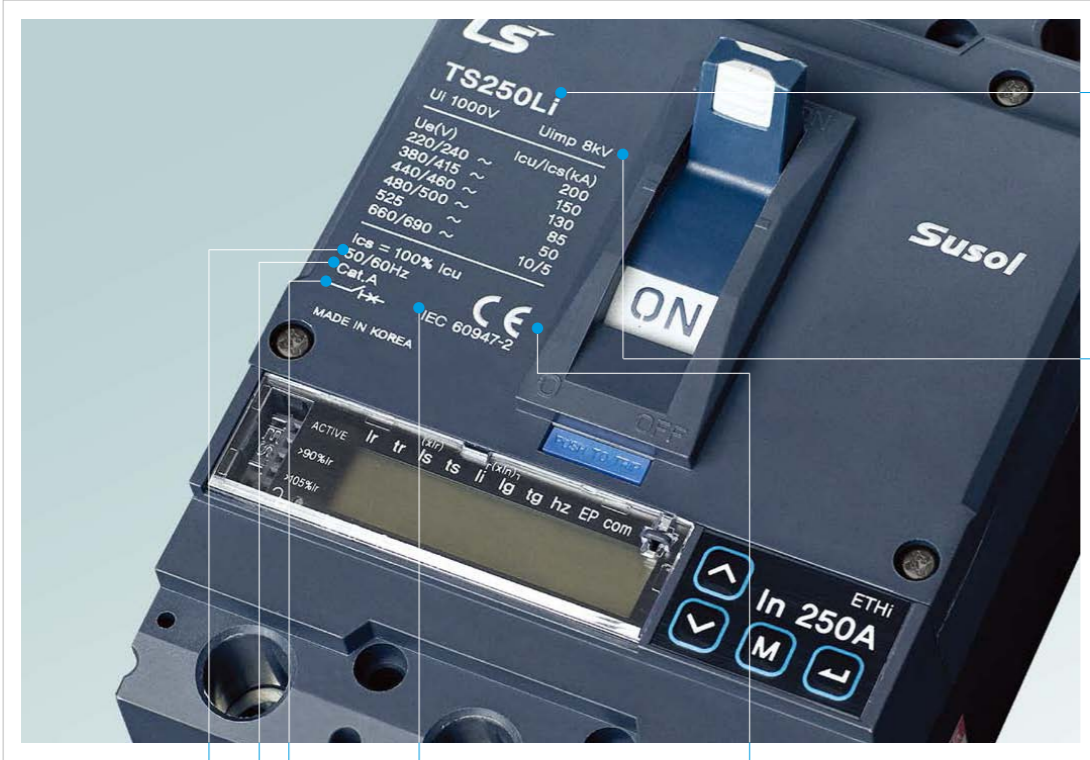 LS
TS250Li
Ui 1000V Uimp 8kV
Ue(V) Icu/Ics(kA)
220/240 ~ 200
380/415 ~ 150
440/460 ~ 130
480/500 ~ 85
525 ~ 50
660/690 ~ 10/5
Ics = 100% Icu
50/60Hz
Cat.A
CE
IEC 60947-2
MADE IN KOREA
Susol
ON
ON
O OFF
PUSH TO TRIP
ACTIVE Ir tr (xIr) Is ts Ii (xIn) Ig tg hz EP com
>90%Ir
>105%Ir
ETHi
In 250A
M